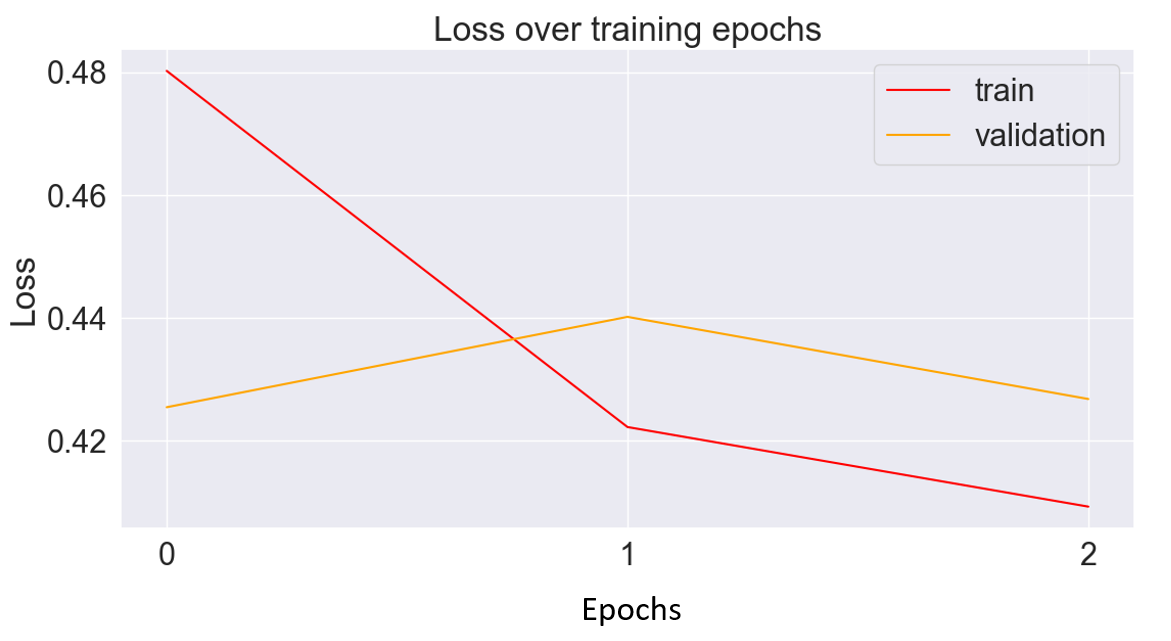 Loss over training epochs
train
validation
Loss
0.48
0.46
0.44
0.42
0
1
2
Epochs